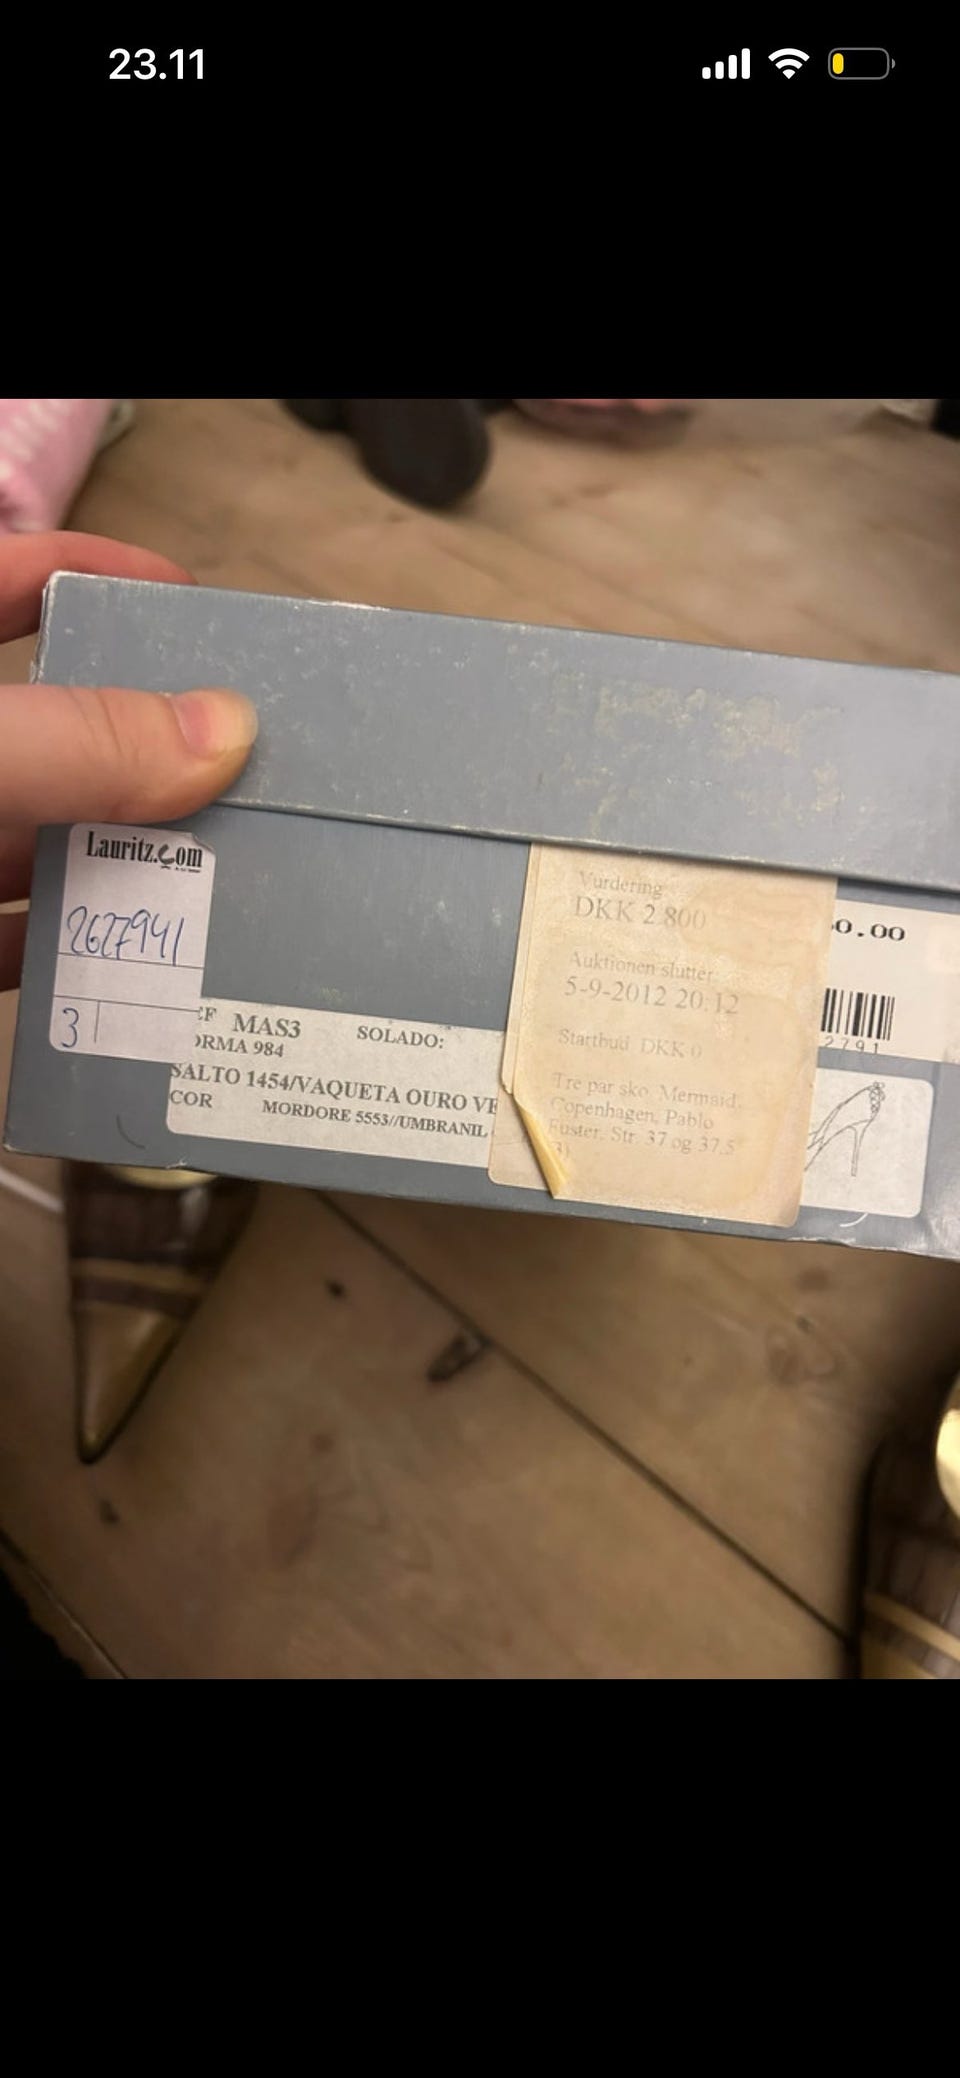 23.11
Lauritz.com
2627941
3
MAS3 SOLADO:
ORMA 984
SALTO 1454/VAQUETA OURO VE
COR MORDORE 5553//UMBRANIL
Vurdering
DKK 2.800
Auktionen slutter:
5-9-2012 20:12
Startbud DKK 0
Tre par sko, Mermaid,
Copenhagen, Pablo
Fuster. Str. 37 og 37,5
(3)
0.00
2791